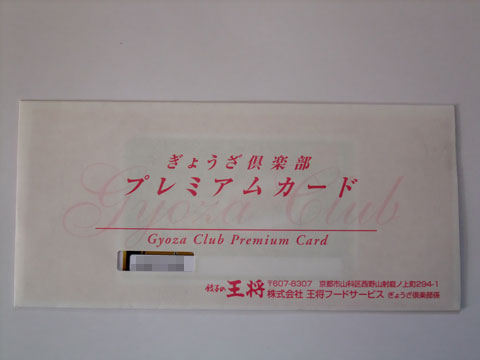 ぎょうざ倶楽部
プレミアムカード
Gyoza Club
Gyoza Club Premium Card
餃子の王将
〒607-8307 京都市山科区西野山射庭ノ上町294-1
株式会社 王将フードサービス ぎょうざ倶楽部係